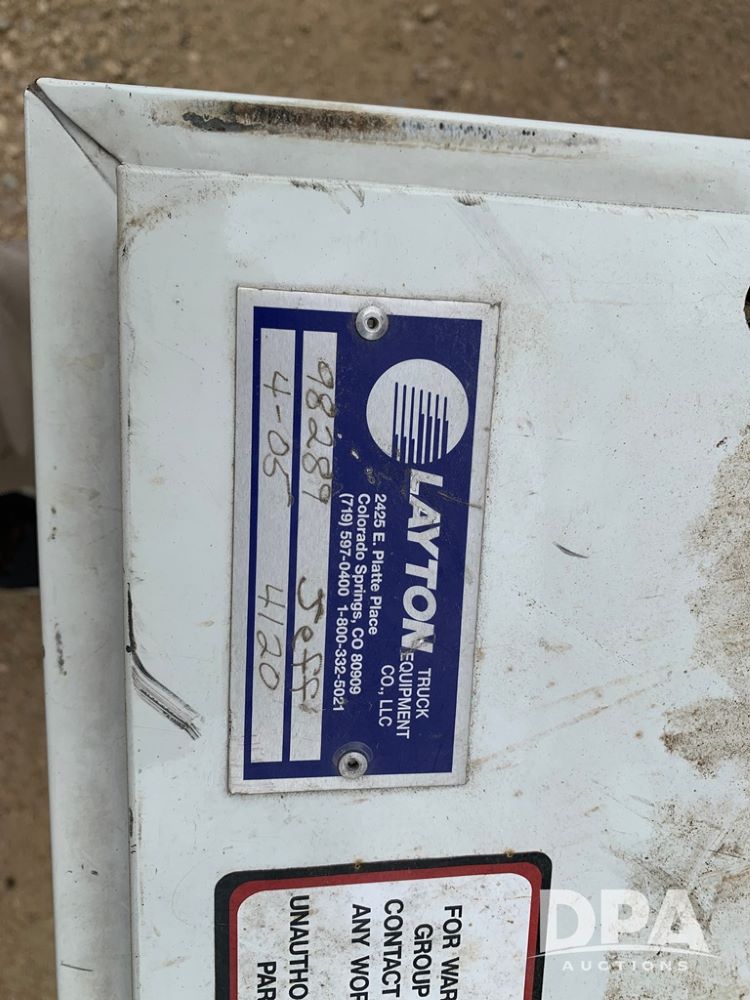 LAYTON TRUCK
EQUIPMENT
CO., LLC
2425 E. Platte Place
Colorado Springs, CO 80909
(719) 597-0400 1-800-332-5021
98289 Jeff
4-05 4120
FOR WAR
GROUP
CONTACT
ANY WOR
UNAUTHO
PAR
DPA
AUCTIONS